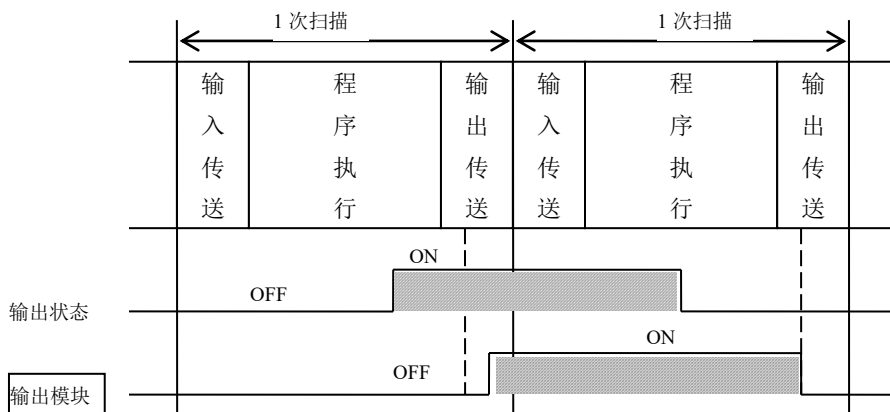 1 次扫描 1 次扫描
输入传送 程序执行 输出传送 输入传送 程序执行 输出传送
ON
OFF
输出状态
ON
OFF
输出模块